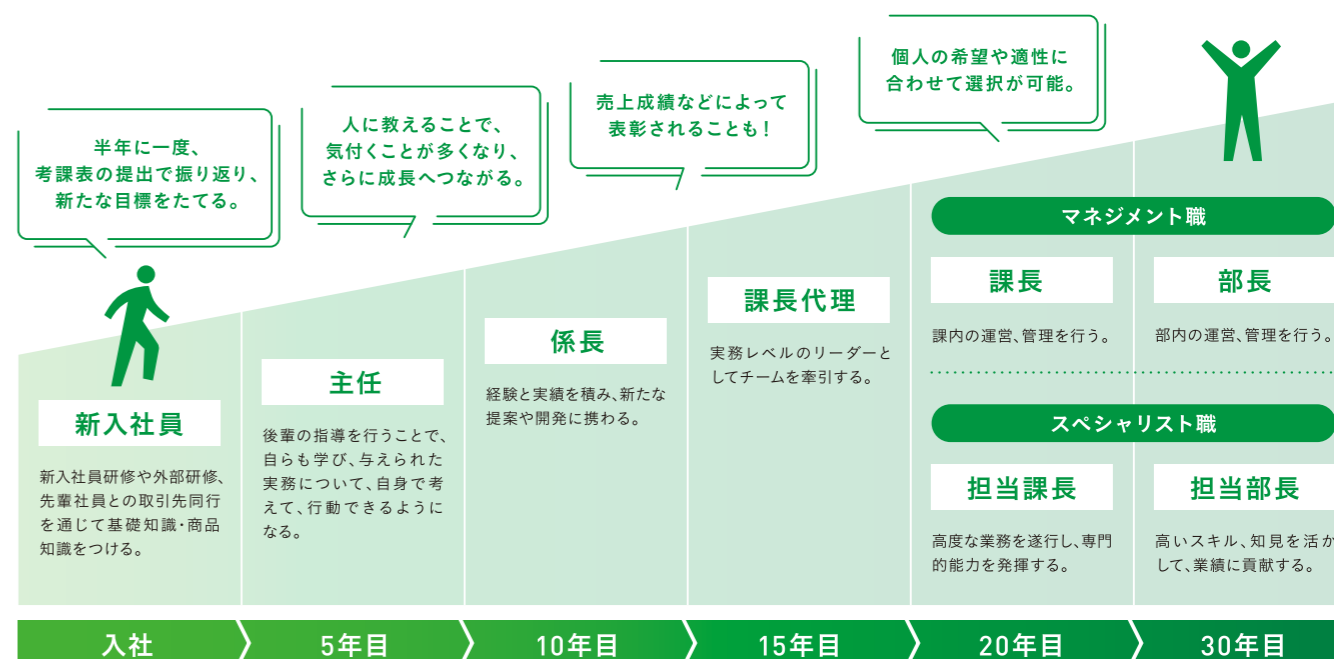 半年に一度、
考課表の提出で振り返り、
新たな目標をたてる。
人に教えることで、
気付くことが多くなり、
さらに成長へつながる。
売上成績などによって
表彰されることも!
個人の希望や適性に
合わせて選択が可能。
新入社員
新入社員研修や外部研修、
先輩社員との取引先同行
を通じて基礎知識・商品
知識をつける。
主任
後輩の指導を行うことで、
自らも学び、与えられた
実務について、自身で考
えて、行動できるように
なる。
係長
経験と実績を積み、新たな
提案や開発に携わる。
課長代理
実務レベルのリーダーと
してチームを牽引する。
マネジメント職
課長
課内の運営、管理を行う。
部長
部内の運営、管理を行う。
スペシャリスト職
担当課長
高度な業務を遂行し、専門
的能力を発揮する。
担当部長
高いスキル、知見を活か
して、業績に貢献する。
入社
5年目
10年目
15年目
20年目
30年目